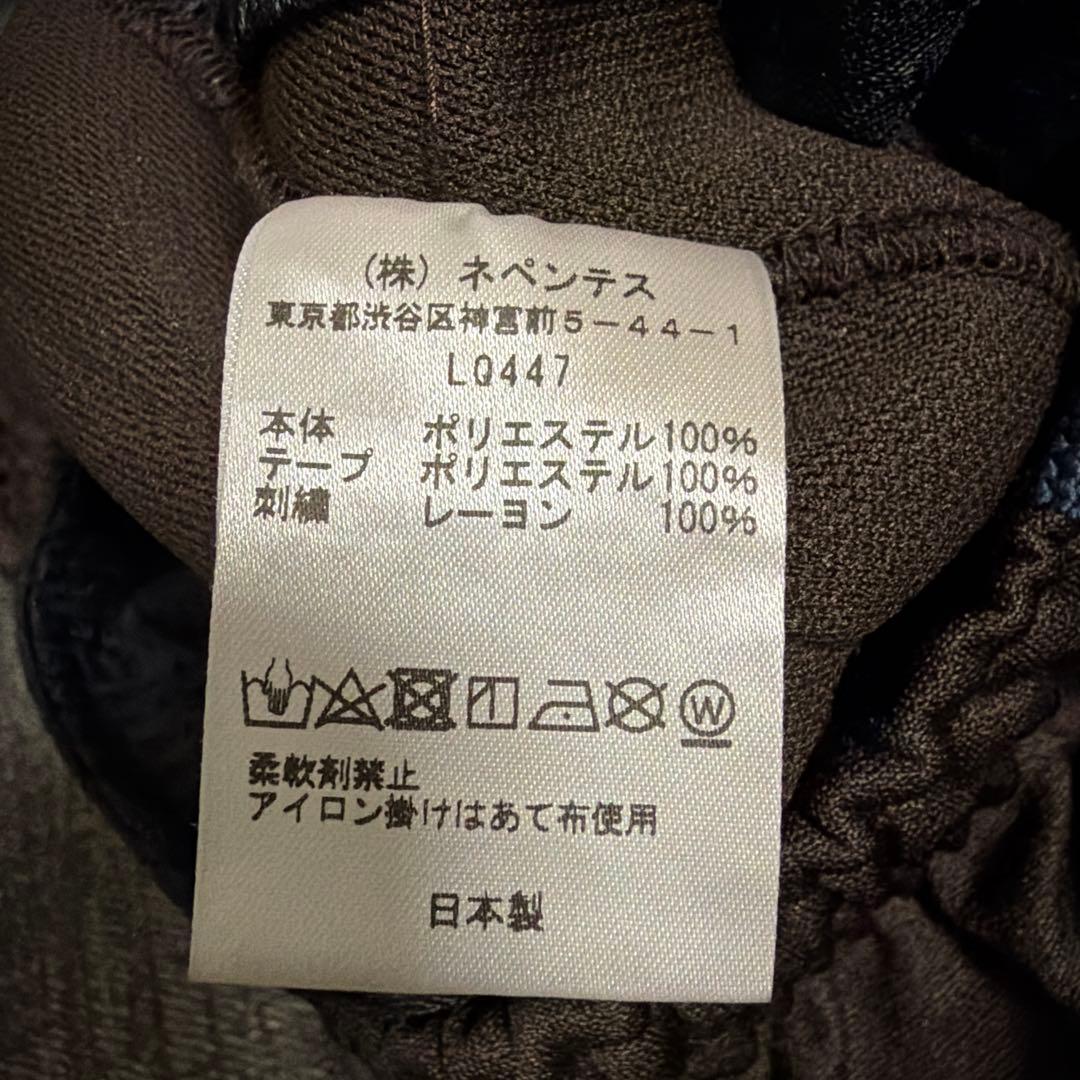 (株) ネペンテス
東京都渋谷区神宮前5-44-1
LQ447
本体 ポリエステル100%
テープ ポリエステル100%
刺繍 レーヨン 100%
W
柔軟剤禁止
アイロン掛けはあて布使用
日本製